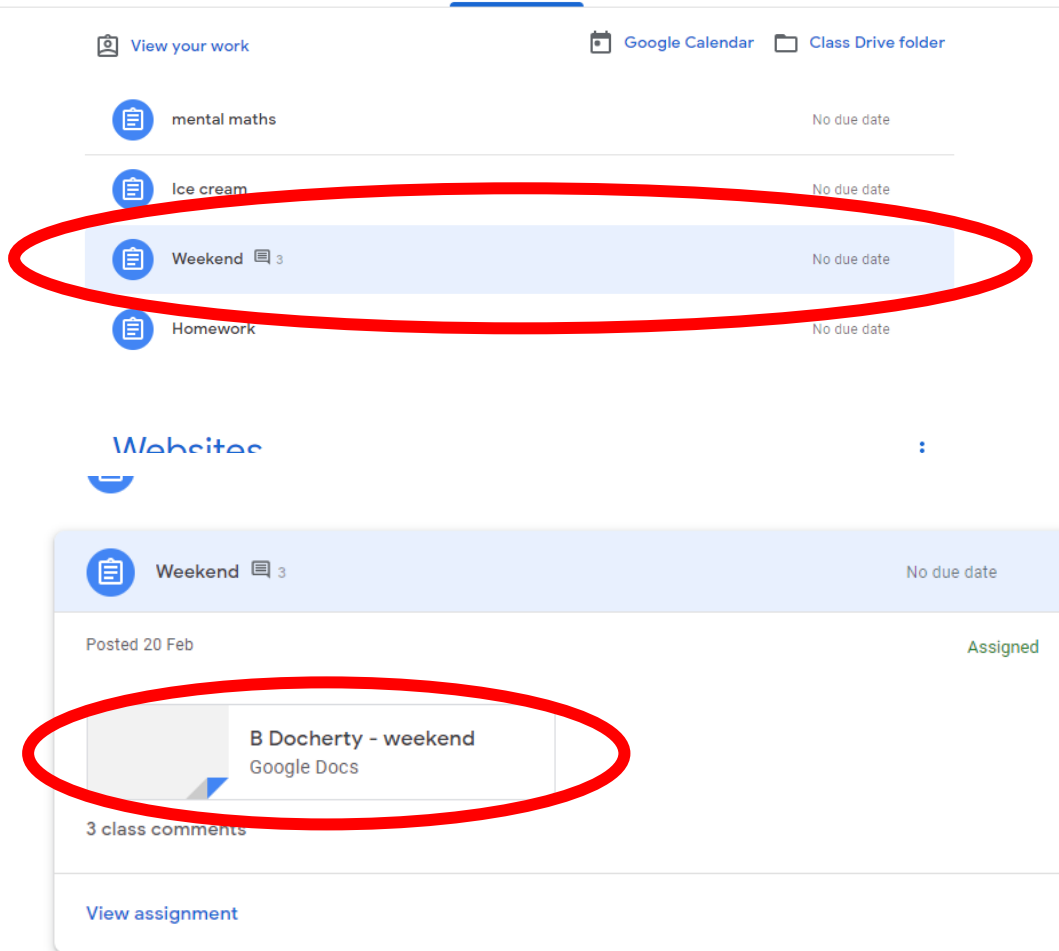 View your work Google Calendar Class Drive folder
mental maths No due date
Ice cream No due date
Weekend 3 No due date
Homework No due date
Websites
Weekend 3 No due date
Posted 20 Feb Assigned
B Docherty - weekend
Google Docs
3 class comments
View assignment